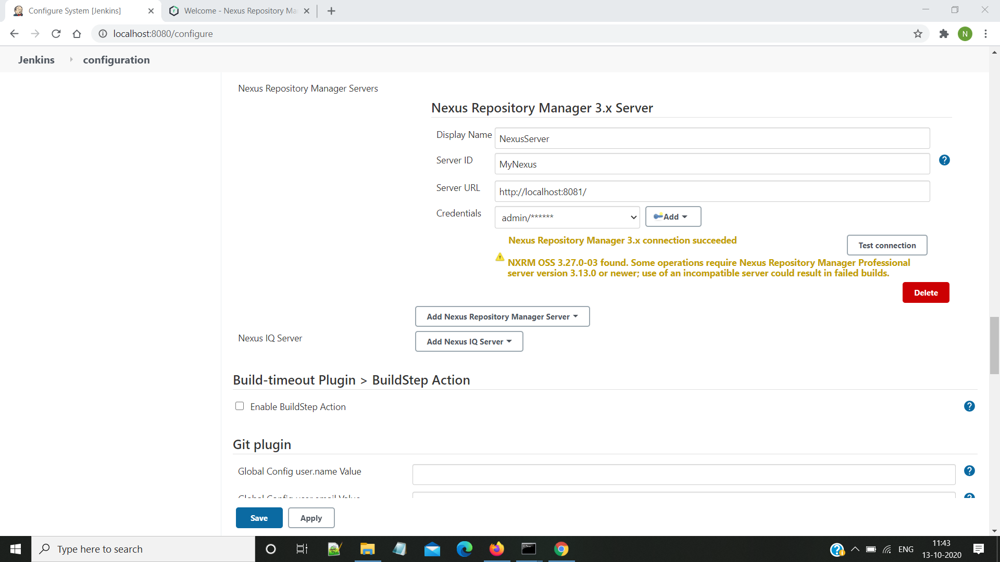 Configure System [Jenkins]
Welcome - Nexus Repository Ma
localhost:8080/configure
N
Jenkins
configuration
Nexus Repository Manager Servers
Nexus Repository Manager 3.x Server
Display Name
NexusServer
Server ID
MyNexus
?
Server URL
http://localhost:8081/
Credentials
admin/******
Add
Nexus Repository Manager 3.x connection succeeded
Test connection
NXRM OSS 3.27.0-03 found. Some operations require Nexus Repository Manager Professional
server version 3.13.0 or newer; use of an incompatible server could result in failed builds.
Delete
Add Nexus Repository Manager Server
Nexus IQ Server
Add Nexus IQ Server
Build-timeout Plugin > BuildStep Action
Enable BuildStep Action
?
Git plugin
Global Config user.name Value
?
Global Config user.email Value
?
Save
Apply
Type here to search
ENG
11:43
13-10-2020